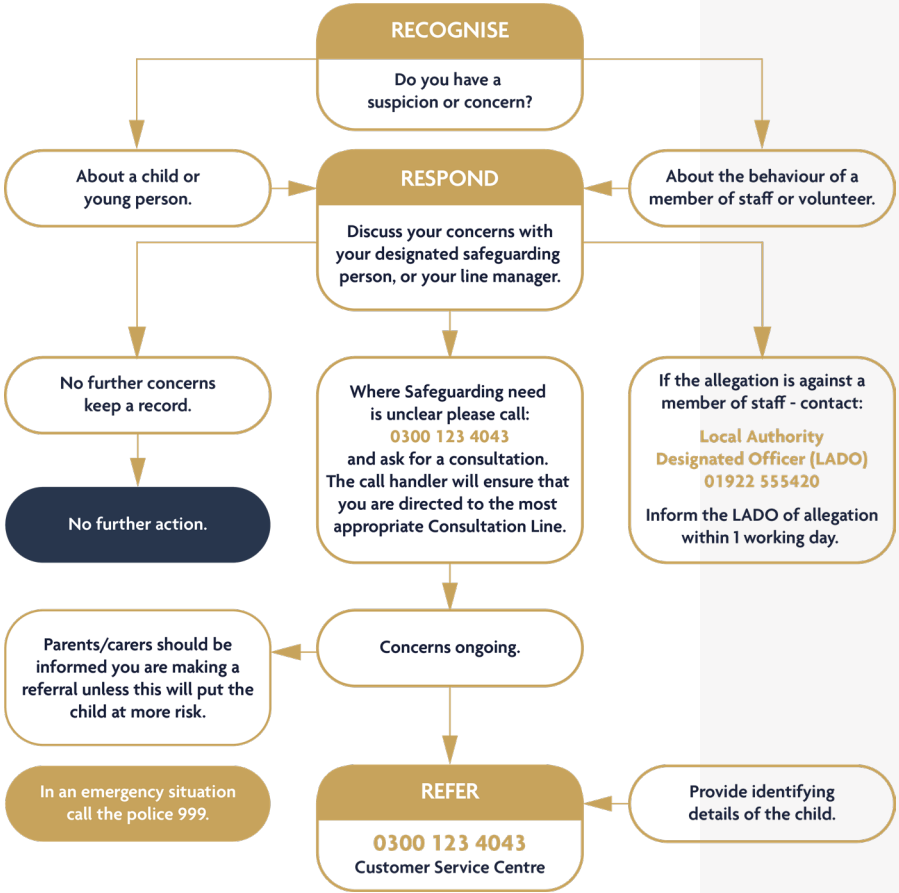 RECOGNISE
Do you have a
suspicion or concern?
About a child or
young person.
RESPOND
Discuss your concerns with
your designated safeguarding
person, or your line manager.
About the behaviour of a
member of staff or volunteer.
No further concerns
keep a record.
No further action.
Where Safeguarding need
is unclear please call:
0300 123 4043
and ask for a consultation.
The call handler will ensure that
you are directed to the most
appropriate Consultation Line.
If the allegation is against a
member of staff - contact:
Local Authority
Designated Officer (LADO)
01922 555420
Inform the LADO of allegation
within 1 working day.
Parents/carers should be
informed you are making a
referral unless this will put the
child at more risk.
Concerns ongoing.
In an emergency situation
call the police 999.
REFER
0300 123 4043
Customer Service Centre
Provide identifying
details of the child.